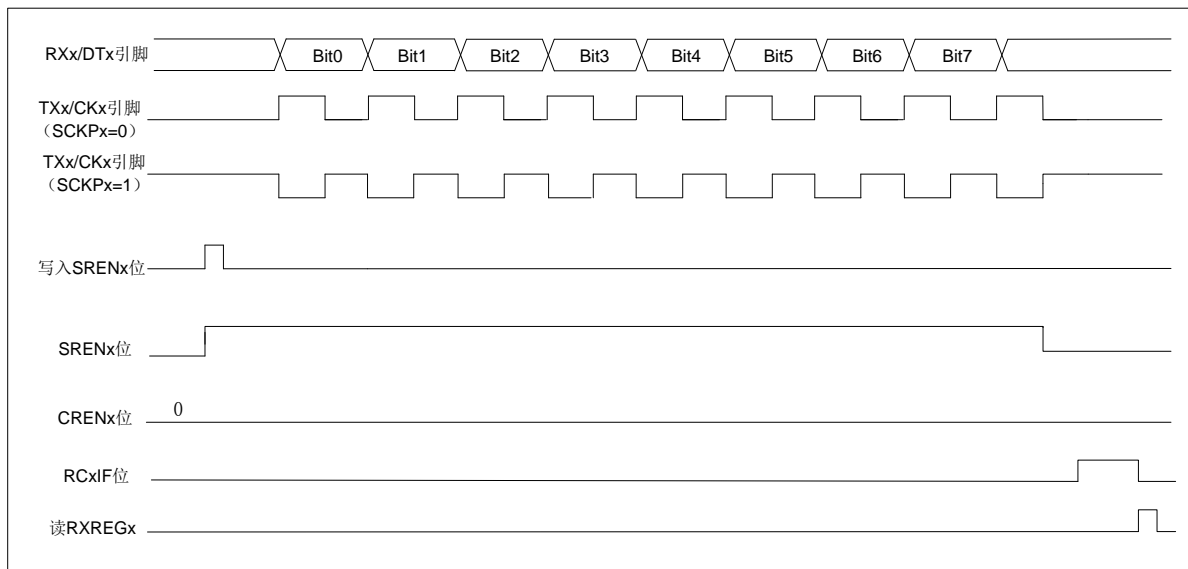 RXx/DTx引脚
Bit0 Bit1 Bit2 Bit3 Bit4 Bit5 Bit6 Bit7
TXx/CKx引脚
（SCKPx=0）
TXx/CKx引脚
（SCKPx=1）
写入SRENx位
SRENx位
CRENx位
0
RCxIF位
读RXREGx